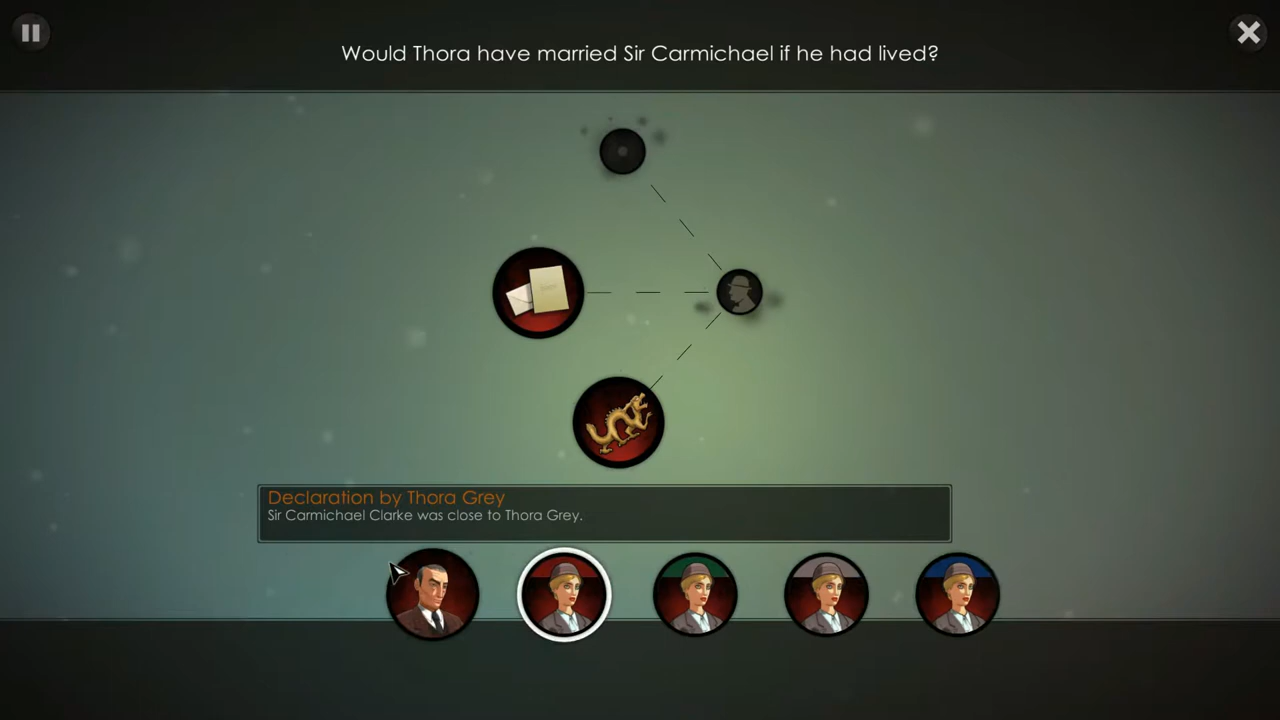 Would Thora have married Sir Carmichael if he had lived?
Declaration by Thora Grey
Sir Carmichael Clarke was close to Thora Grey.